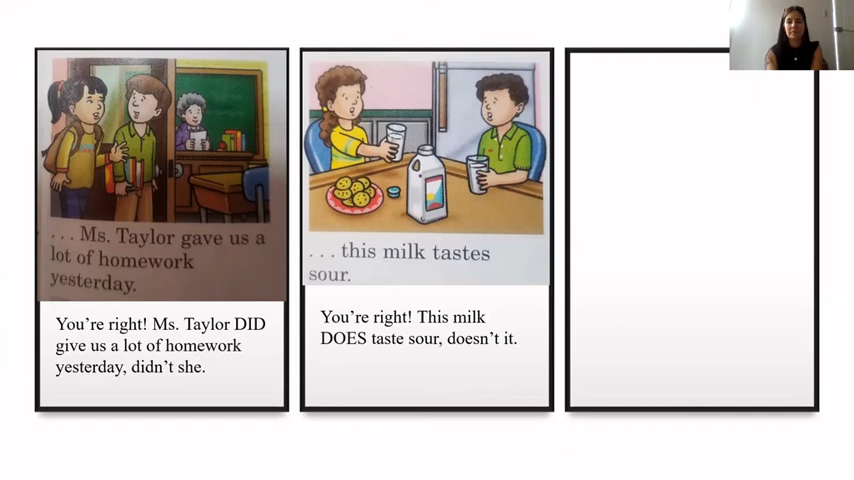 . . . Ms. Taylor gave us a
lot of homework
yesterday.
You're right! Ms. Taylor DID
give us a lot of homework
yesterday, didn't she.
. . . this milk tastes
sour.
You're right! This milk
DOES taste sour, doesn't it.